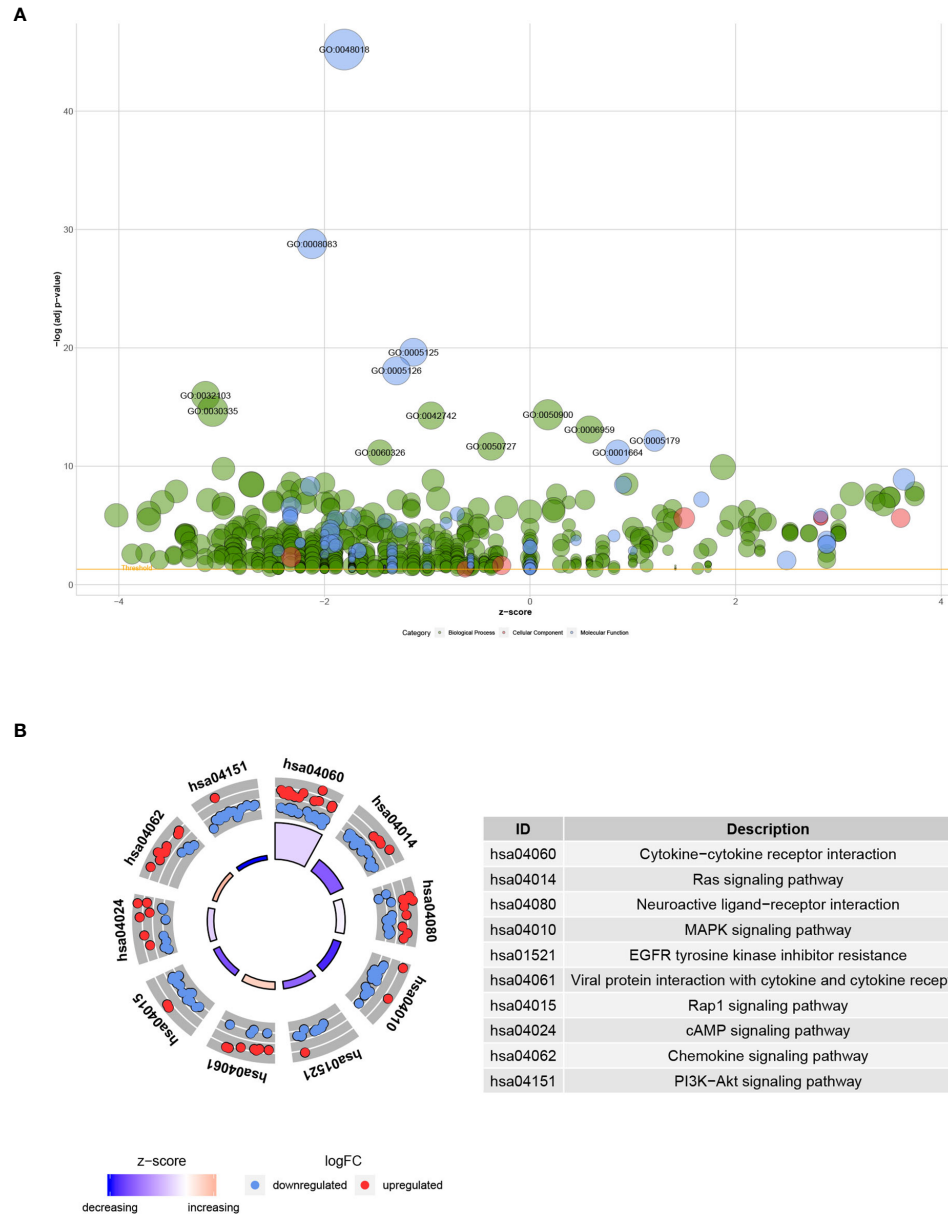 A
GO:0048018
40
30
GO:0008083
−log (adj p−value)
20
GO:0005125
GO:0005126
GO:0032103
GO:0030335
GO:0042742
GO:0050900
GO:0006959
GO:0005179
GO:0050727
GO:0001664
GO:0060326
10
Threshold
0
−4 −2 0 2 4
z−score
Category Biological Process Cellular Component Molecular Function
B
hsa04060
hsa04014
hsa04080
hsa04010
hsa01521
hsa04061
hsa04015
hsa04024
hsa04062
hsa04151
ID Description
hsa04060 Cytokine−cytokine receptor interaction
hsa04014 Ras signaling pathway
hsa04080 Neuroactive ligand−receptor interaction
hsa04010 MAPK signaling pathway
hsa01521 EGFR tyrosine kinase inhibitor resistance
hsa04061 Viral protein interaction with cytokine and cytokine recep
hsa04015 Rap1 signaling pathway
hsa04024 cAMP signaling pathway
hsa04062 Chemokine signaling pathway
hsa04151 PI3K−Akt signaling pathway
z−score logFC
downregulated upregulated
decreasing increasing